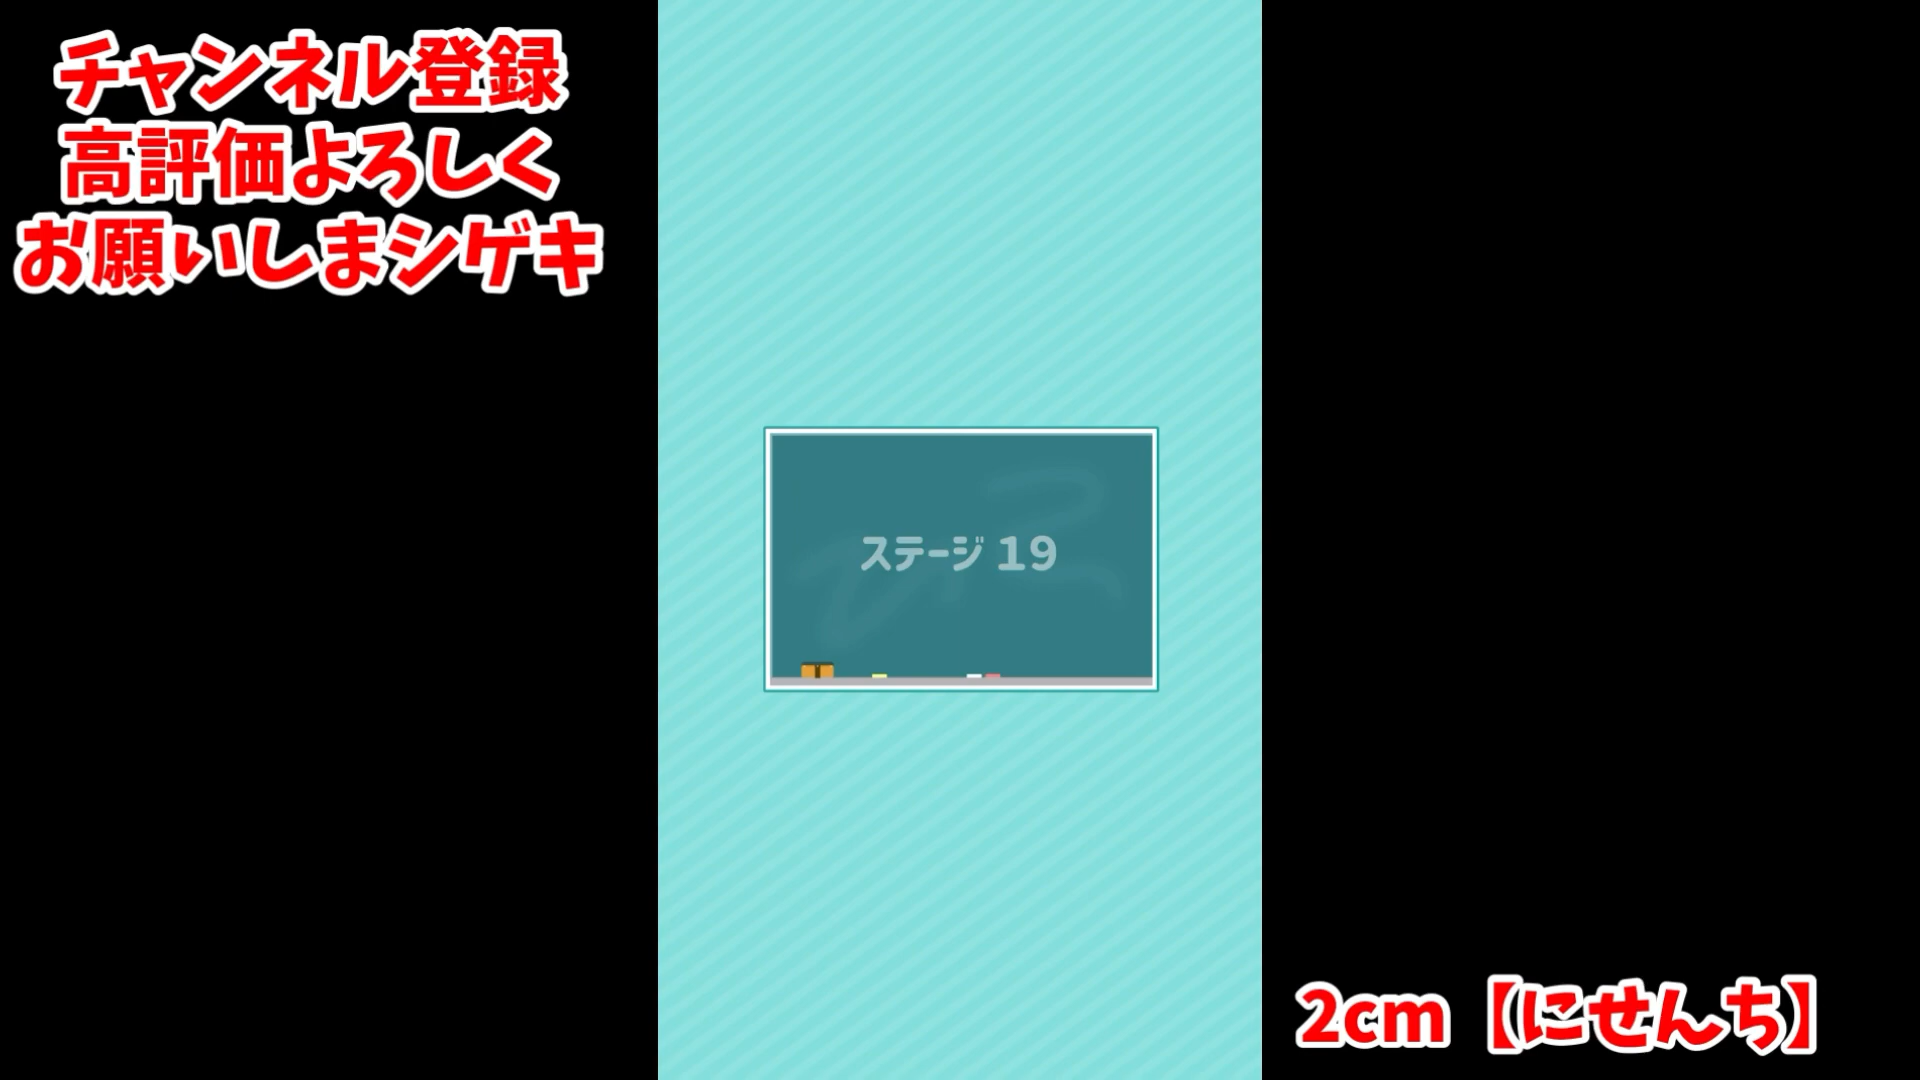 チャンネル登録
高評価よろしく
お願いしまシゲキ
ステージ 19
2cm【にせんち】